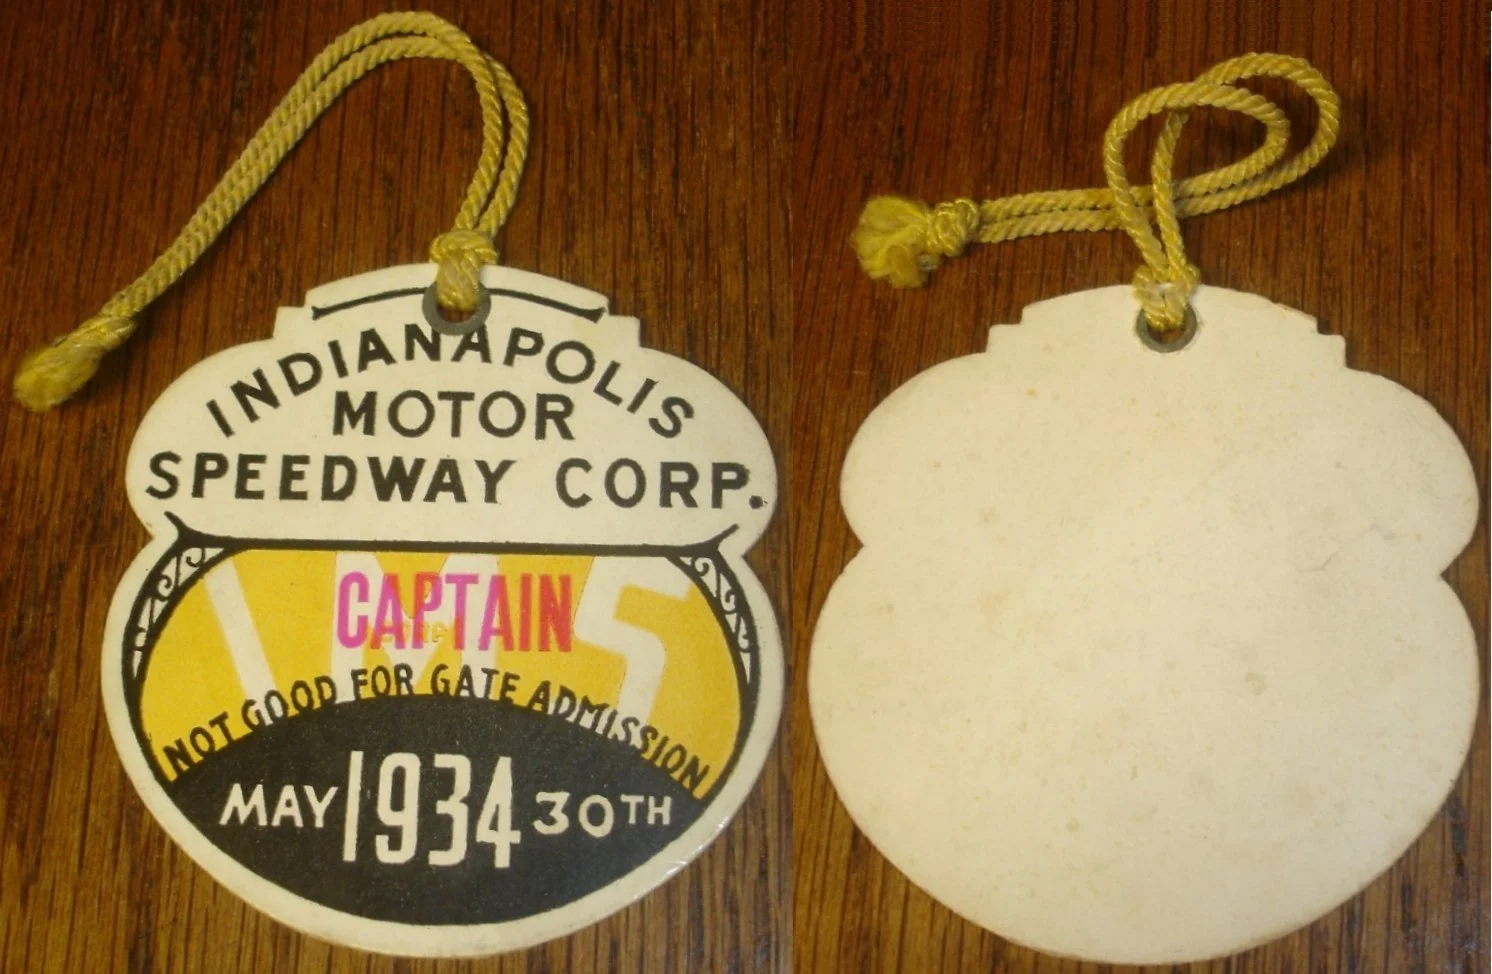 INDIANAPOLIS
MOTOR
SPEEDWAY CORP.
IMS
CAPTAIN
NOT GOOD FOR GATE ADMISSION
MAY 1934 30TH